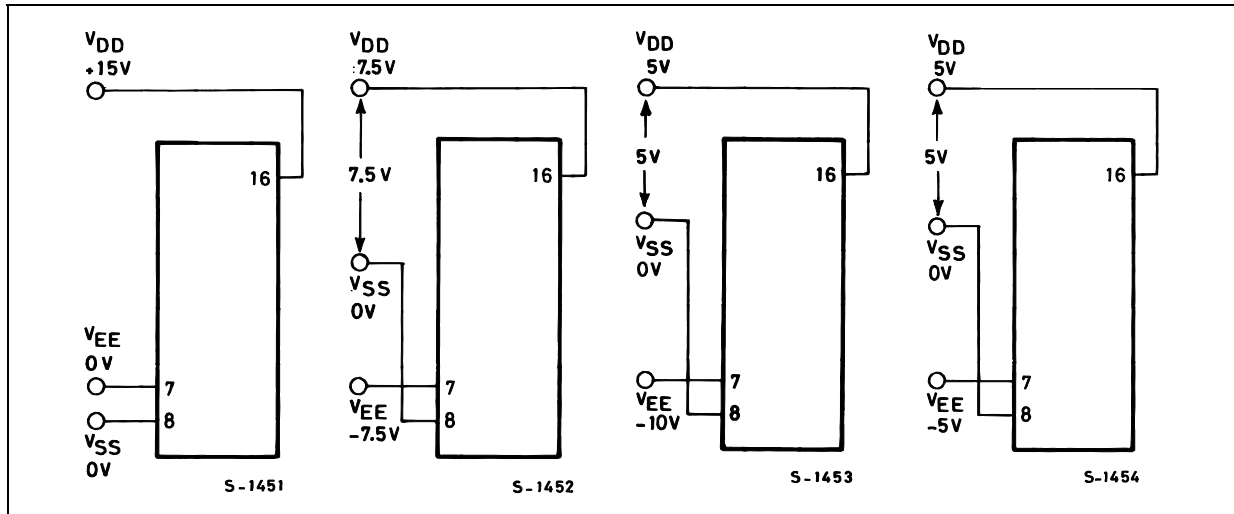 VDD
+15V
16
VEE
0V
7
VSS
0V
8
S-1451
VDD
:7.5V
7.5V
16
VSS
0V
7
VEE
-7.5V
8
S-1452
VDD
5V
5V
16
VSS
0V
7
VEE
-10V
8
S-1453
VDD
5V
5V
16
VSS
0V
7
VEE
-5V
8
S-1454